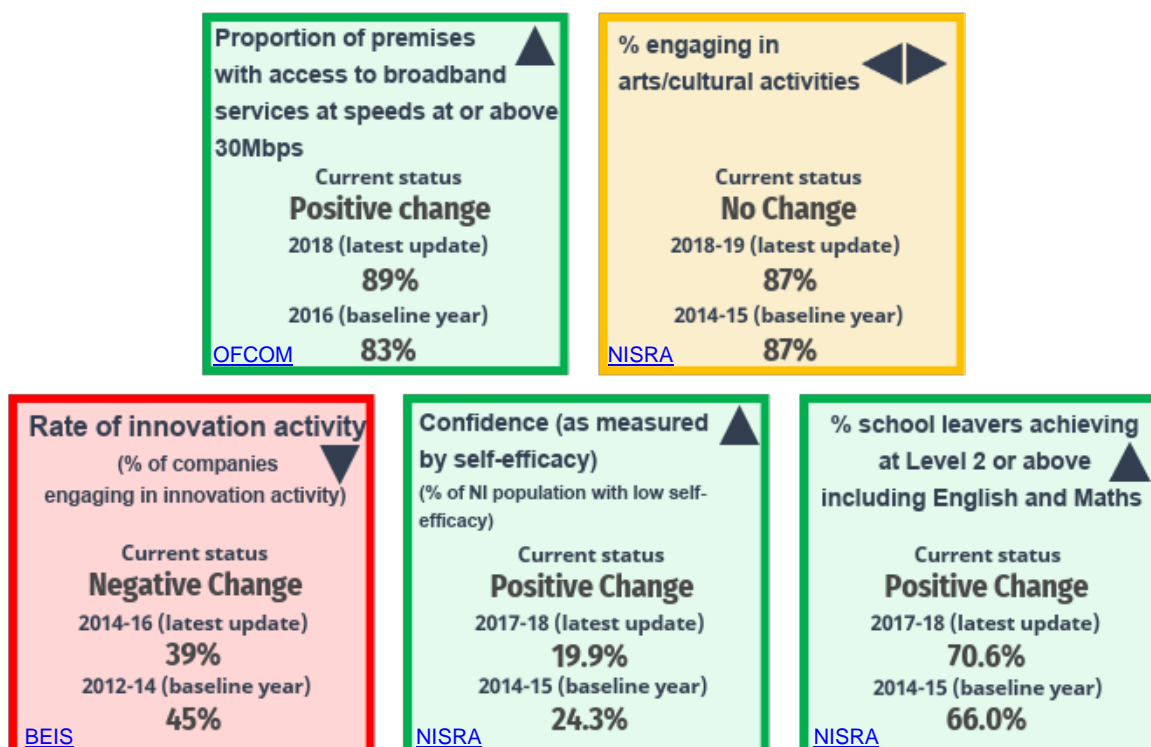 Proportion of premises
with access to broadband
services at speeds at or above
30Mbps
Current status
Positive change
2018 (latest update)
89%
2016 (baseline year)
83%
OFCOM
% engaging in
arts/cultural activities
Current status
No Change
2018-19 (latest update)
87%
2014-15 (baseline year)
87%
NISRA
Rate of innovation activity
(% of companies
engaging in innovation activity)
Current status
Negative Change
2014-16 (latest update)
39%
2012-14 (baseline year)
45%
BEIS
Confidence (as measured
by self-efficacy)
(% of NI population with low self-
efficacy)
Current status
Positive Change
2017-18 (latest update)
19.9%
2014-15 (baseline year)
24.3%
NISRA
% school leavers achieving
at Level 2 or above
including English and Maths
Current status
Positive Change
2017-18 (latest update)
70.6%
2014-15 (baseline year)
66.0%
NISRA